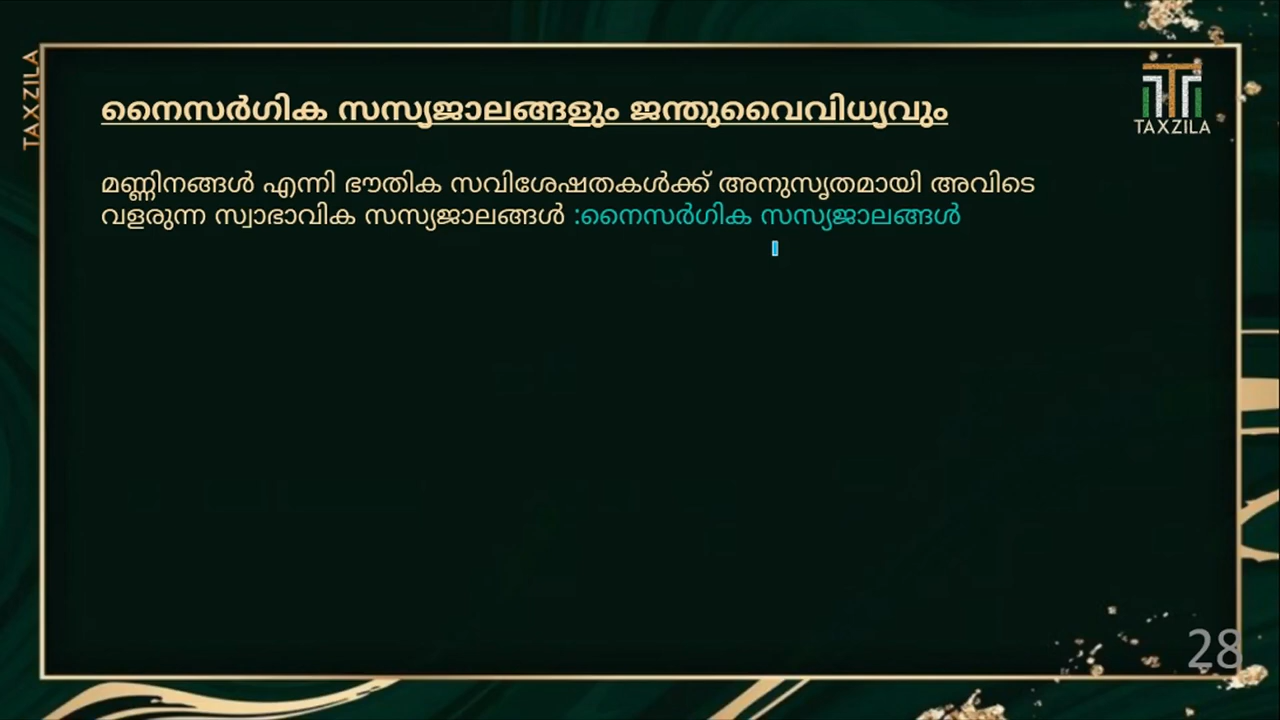 TAXZILA
TAXZILA
നൈസർഗിക സസ്യജാലങ്ങളും ജന്തുവൈവിധ്യവും
മണ്ണിനങ്ങൾ എന്നി ഭൗതിക സവിശേഷതകൾക്ക് അനുസൃതമായി അവിടെ
വളരുന്ന സ്വാഭാവിക സസ്യജാലങ്ങൾ :നൈസർഗിക സസ്യജാലങ്ങൾ
28